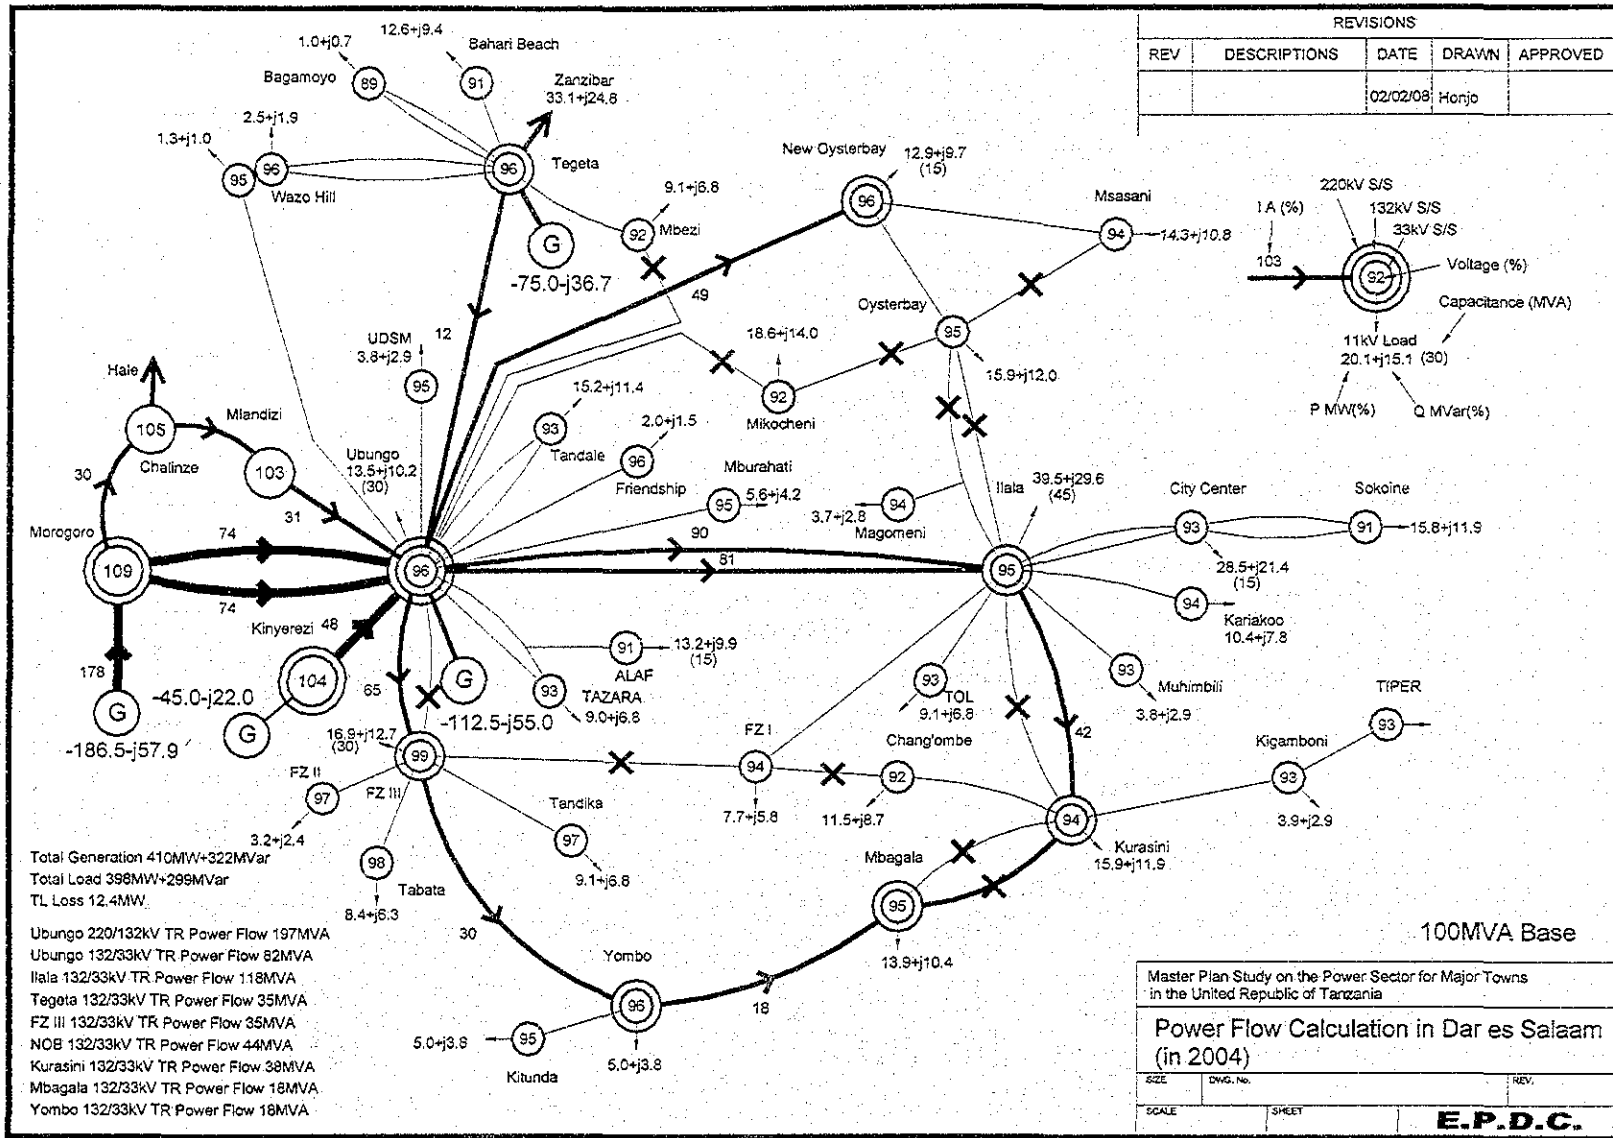 REVISIONS
REV DESCRIPTIONS DATE DRAWN APPROVED
02/02/08 Honjo
12.6+j9.4
1.0+j0.7
Bahari Beach
Bagamoyo
89
91
Zanzibar
33.1+j24.8
2.5+j1.9
1.3+j1.0
95
96
Wazo Hill
96
Tegeta
New Oysterbay
12.9+j9.7
(15)
96
9.1+j6.8
92
Mbezi
G
-75.0-j36.7
Msasani
94
14.3+j10.8
220kV S/S
132kV S/S
33kV S/S
I A (%)
103
92
Voltage (%)
Capacitance (MVA)
11kV Load
20.1+j15.1 (30)
P MW(%)
Q MVar(%)
49
12
Oysterbay
95
15.9+j12.0
18.6+j14.0
92
Mikocheni
UDSM
3.8+j2.9
95
Hale
Mlandizi
105
Chalinze
103
30
31
Ubungo
13.5+j10.2
(30)
15.2+j11.4
93
Tandale
2.0+j1.5
96
Friendship
Mburahati
95
5.6+j4.2
94
3.7+j2.8
Magomeni
Ilala
39.5+j29.6
(45)
City Center
93
28.5+j21.4
(15)
Sokoine
91
15.8+j11.9
Morogoro
109
74
74
96
90
81
95
94
Kariakoo
10.4+j7.8
Kinyerezi
48
104
178
G
-186.5-j57.9
-45.0-j22.0
G
65
G
-112.5-j55.0
91
ALAF
13.2+j9.9
(15)
93
TAZARA
9.0+j6.8
93
TOL
9.1+j6.8
93
Muhimbili
3.8+j2.9
42
TIPER
93
Kigamboni
93
3.9+j2.9
16.9+j12.7
(30)
99
FZ II
97
3.2+j2.4
FZ III
98
Tabata
8.4+j6.3
Tandika
97
9.1+j6.8
FZ I
94
7.7+j5.8
Chang'ombe
92
11.5+j8.7
94
Kurasini
15.9+j11.9
Mbagala
95
13.9+j10.4
30
Yombo
96
5.0+j3.8
18
95
5.0+j3.8
Kitunda
Total Generation 410MW+322MVar
Total Load 398MW+299MVar
TL Loss 12.4MW
Ubungo 220/132kV TR Power Flow 197MVA
Ubungo 132/33kV TR Power Flow 82MVA
Ilala 132/33kV TR Power Flow 118MVA
Tegeta 132/33kV TR Power Flow 35MVA
FZ III 132/33kV TR Power Flow 35MVA
NOB 132/33kV TR Power Flow 44MVA
Kurasini 132/33kV TR Power Flow 38MVA
Mbagala 132/33kV TR Power Flow 18MVA
Yombo 132/33kV TR Power Flow 18MVA
100MVA Base
Master Plan Study on the Power Sector for Major Towns
in the United Republic of Tanzania
Power Flow Calculation in Dar es Salaam
(in 2004)
SIZE DWG. No. REV.
SCALE SHEET E.P.D.C.